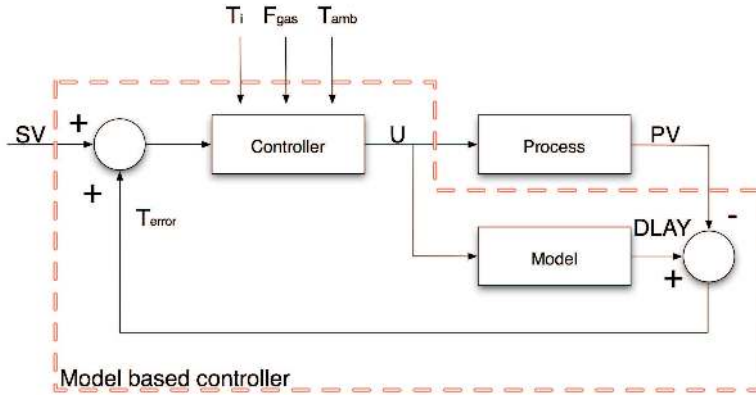 Ti Fgas Tamb
SV + Controller U Process PV
+
Terror
Model DLAY + -
Model based controller